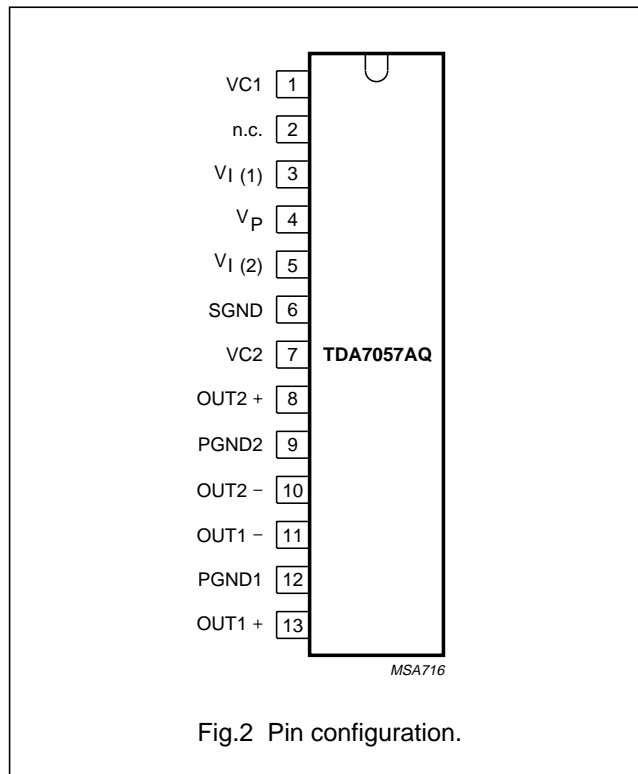 VC1 1
n.c. 2
VI (1) 3
VP 4
VI (2) 5
SGND 6
VC2 7 TDA7057AQ
OUT2 + 8
PGND2 9
OUT2 − 10
OUT1 − 11
PGND1 12
OUT1 + 13
MSA716
Fig.2 Pin configuration.